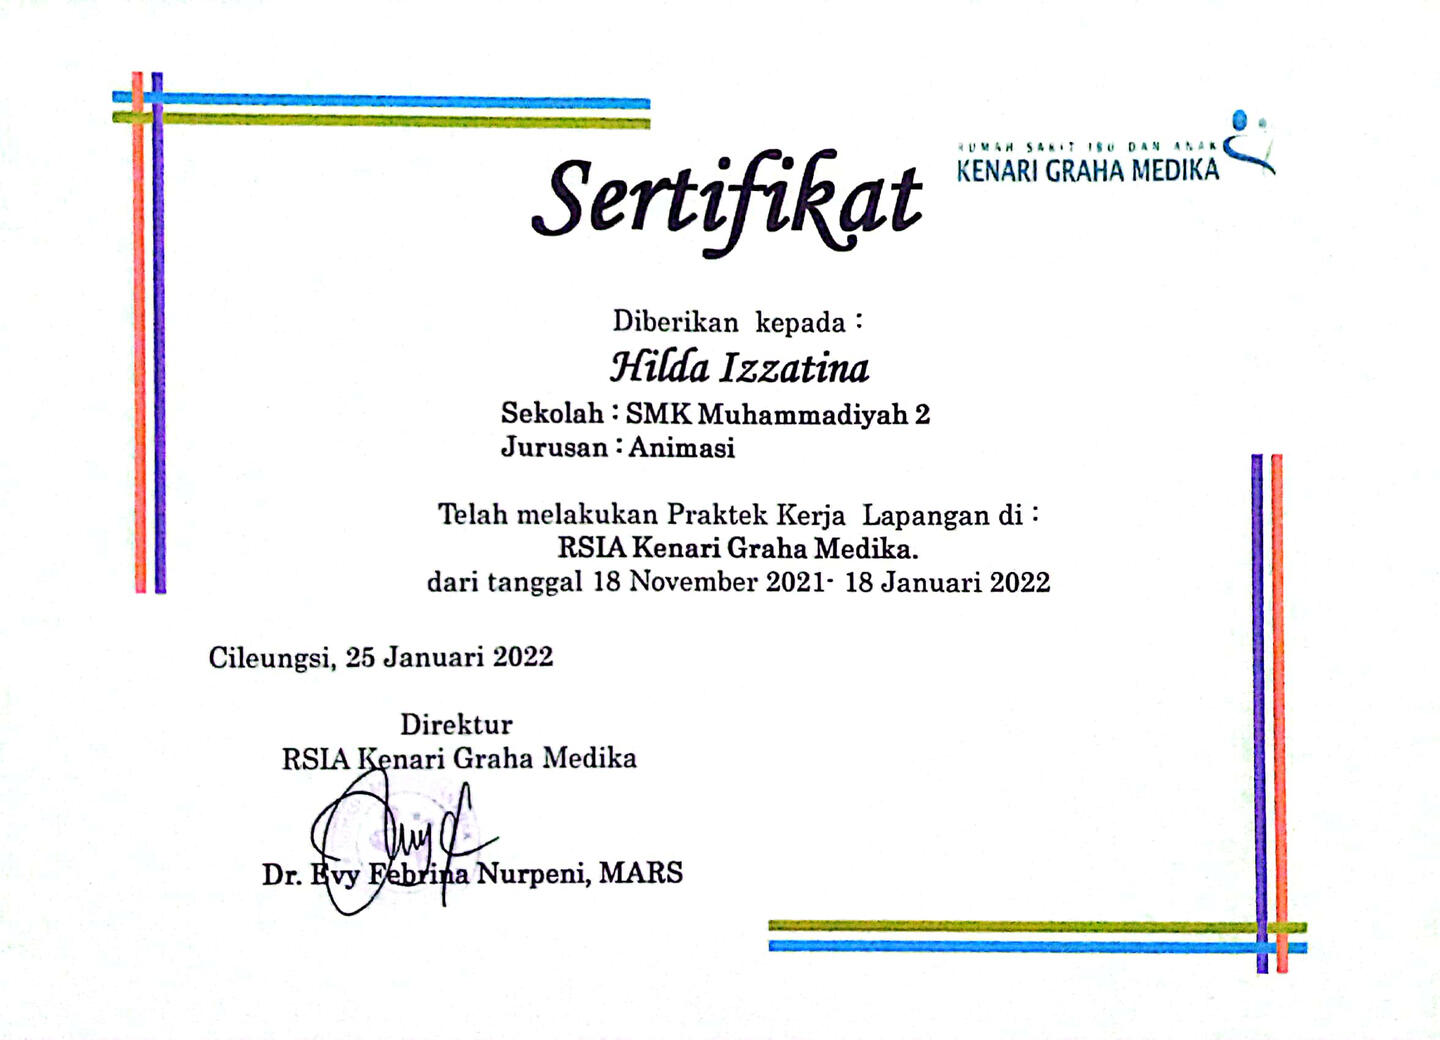 RUMAH SAKIT IBU DAN ANAK
KENARI GRAHA MEDIKA
Sertifikat
Diberikan kepada :
Hilda Izzatina
Sekolah : SMK Muhammadiyah 2
Jurusan : Animasi
Telah melakukan Praktek Kerja Lapangan di :
RSIA Kenari Graha Medika.
dari tanggal 18 November 2021- 18 Januari 2022
Cileungsi, 25 Januari 2022
Direktur
RSIA Kenari Graha Medika
Dr. Evy Febrina Nurpeni, MARS